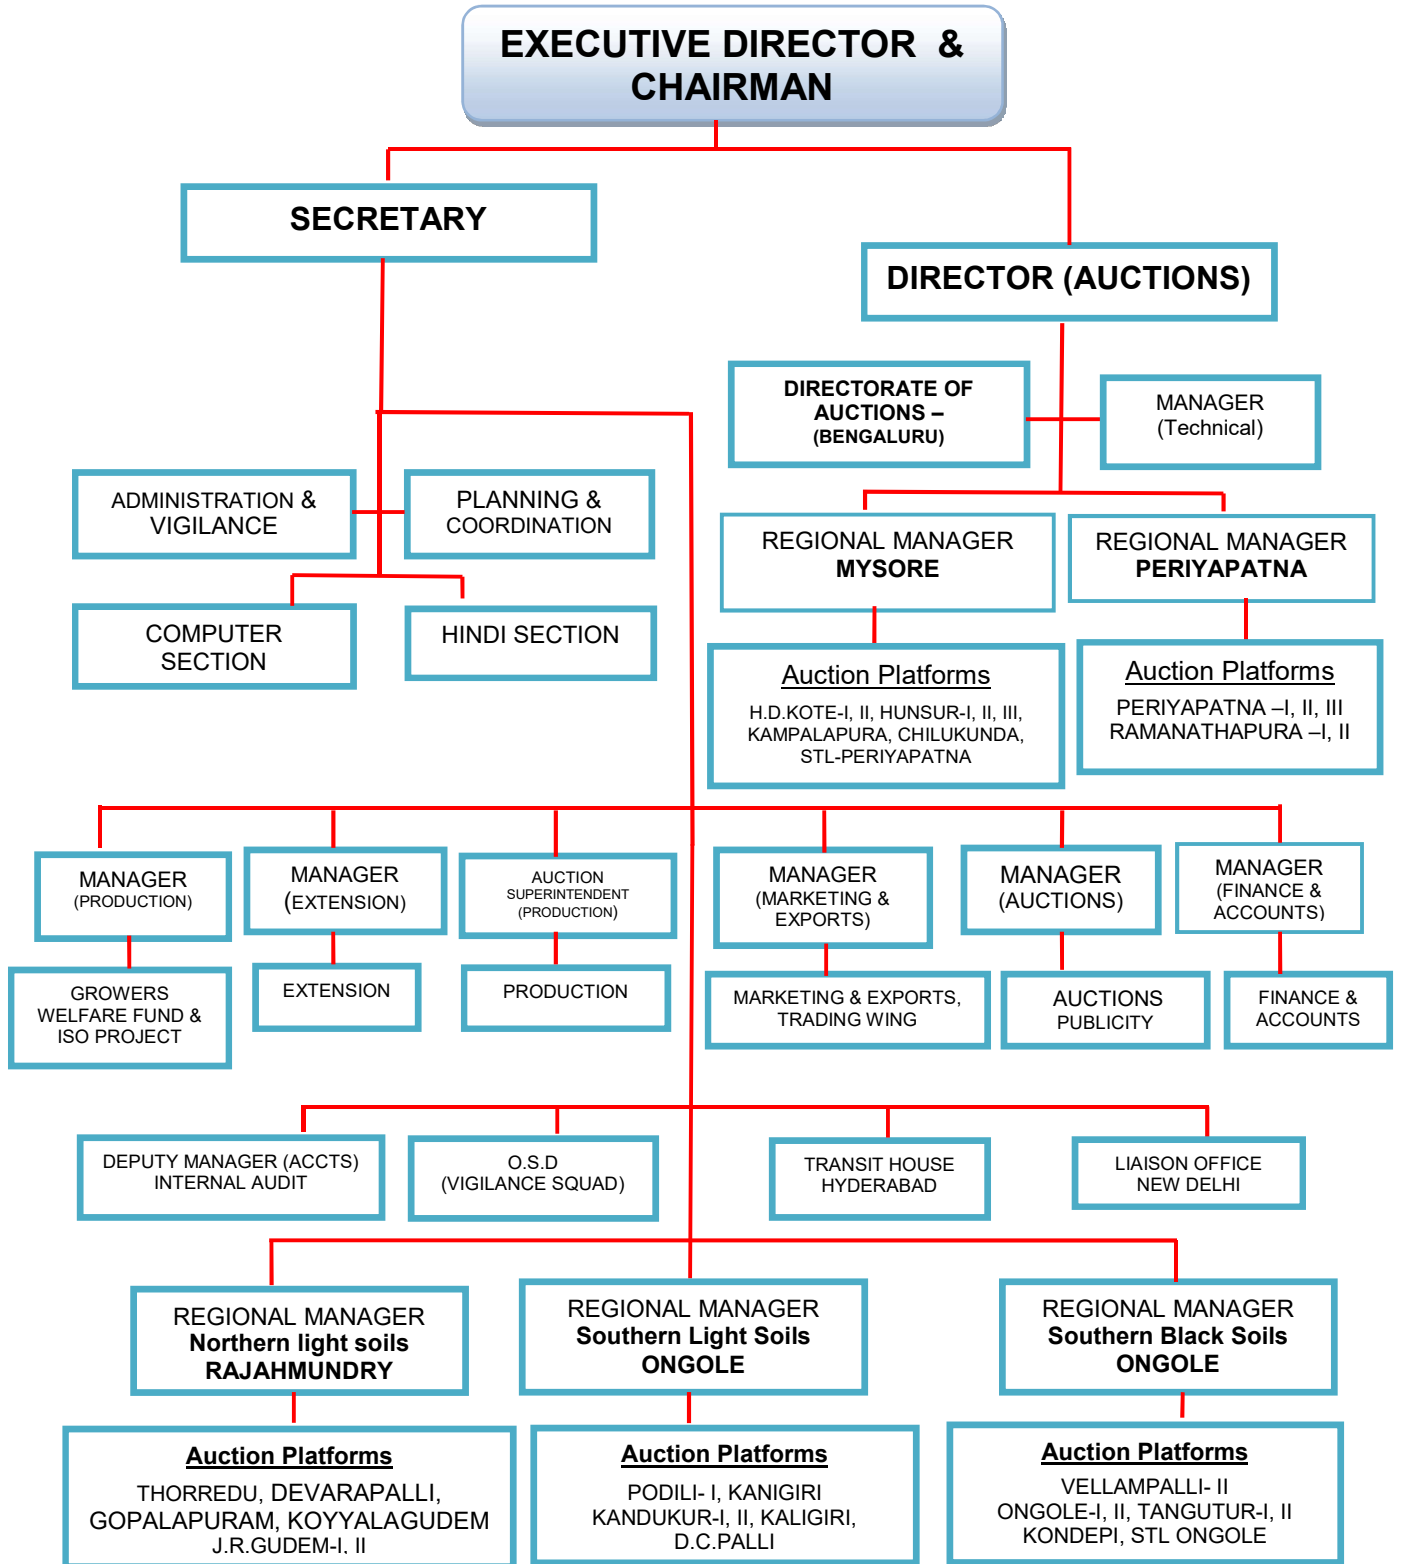 EXECUTIVE DIRECTOR &
CHAIRMAN
SECRETARY
DIRECTOR (AUCTIONS)
DIRECTORATE OF
AUCTIONS –
(BENGALURU)
MANAGER
(Technical)
ADMINISTRATION &
VIGILANCE
PLANNING &
COORDINATION
REGIONAL MANAGER
MYSORE
REGIONAL MANAGER
PERIYAPATNA
COMPUTER
SECTION
HINDI SECTION
Auction Platforms
H.D.KOTE-I, II, HUNSUR-I, II, III,
KAMPALAPURA, CHILUKUNDA,
STL-PERIYAPATNA
Auction Platforms
PERIYAPATNA –I, II, III
RAMANATHAPURA –I, II
MANAGER
(PRODUCTION)
MANAGER
(EXTENSION)
AUCTION
SUPERINTENDENT
(PRODUCTION)
MANAGER
(MARKETING &
EXPORTS)
MANAGER
(AUCTIONS)
MANAGER
(FINANCE &
ACCOUNTS)
GROWERS
WELFARE FUND &
ISO PROJECT
EXTENSION
PRODUCTION
MARKETING & EXPORTS,
TRADING WING
AUCTIONS
PUBLICITY
FINANCE &
ACCOUNTS
DEPUTY MANAGER (ACCTS)
INTERNAL AUDIT
O.S.D
(VIGILANCE SQUAD)
TRANSIT HOUSE
HYDERABAD
LIAISON OFFICE
NEW DELHI
REGIONAL MANAGER
Northern light soils
RAJAHMUNDRY
REGIONAL MANAGER
Southern Light Soils
ONGOLE
REGIONAL MANAGER
Southern Black Soils
ONGOLE
Auction Platforms
THORREDU, DEVARAPALLI,
GOPALAPURAM, KOYYALAGUDEM
J.R.GUDEM-I, II
Auction Platforms
PODILI- I, KANIGIRI
KANDUKUR-I, II, KALIGIRI,
D.C.PALLI
Auction Platforms
VELLAMPALLI- II
ONGOLE-I, II, TANGUTUR-I, II
KONDEPI, STL ONGOLE